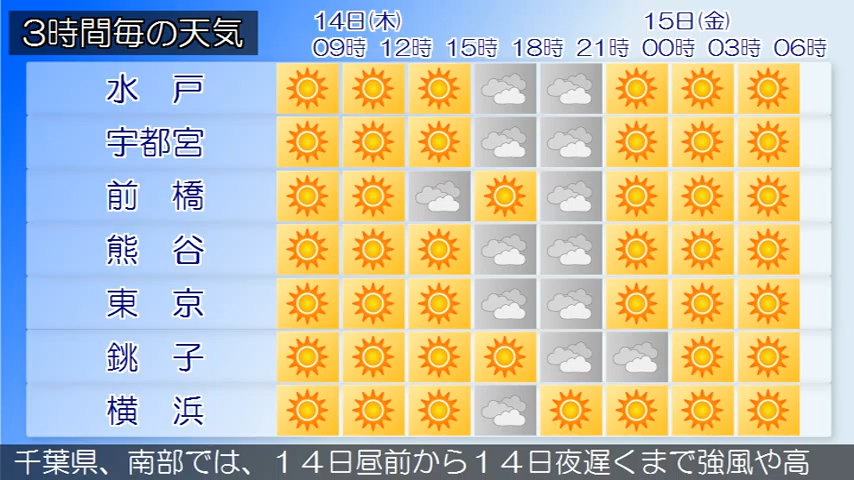 3時間毎の天気
14日(木) 15日(金)
09時 12時 15時 18時 21時 00時 03時 06時
水 戸
宇都宮
前 橋
熊 谷
東 京
銚 子
横 浜
千葉県、南部では、１４日昼前から１４日夜遅くまで強風や高